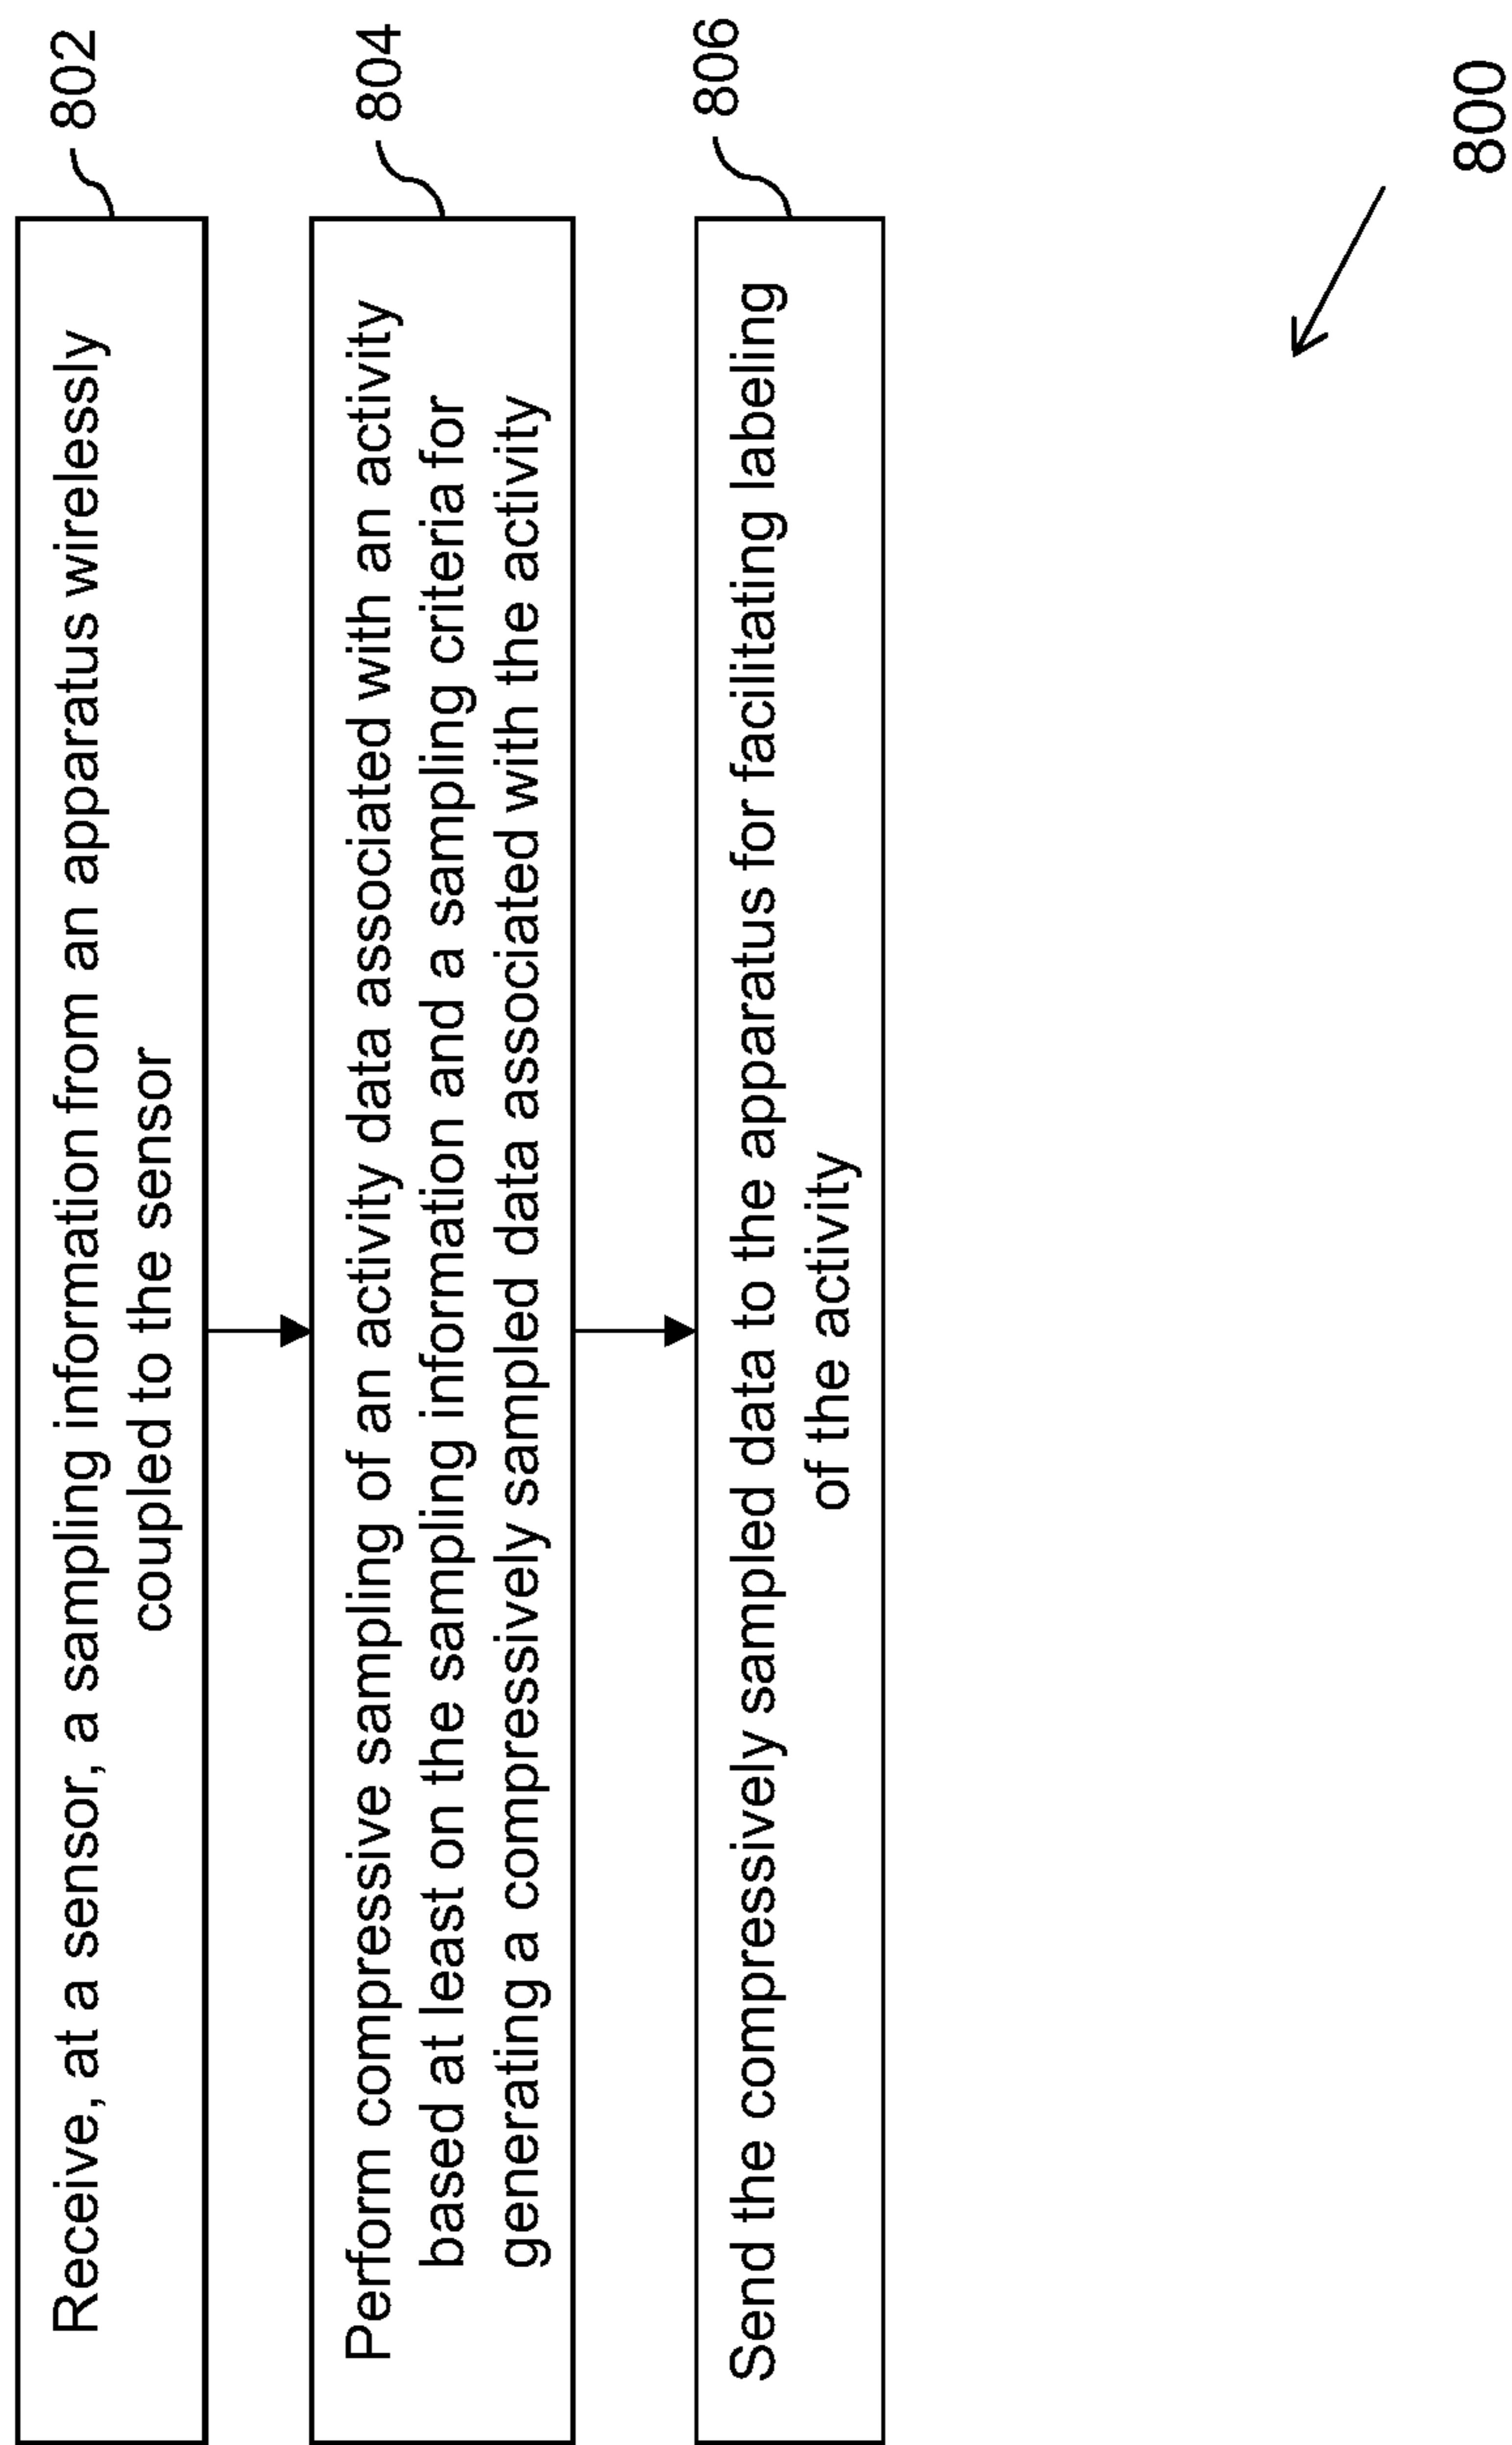 Receive, at a sensor, a sampling information from an apparatus wirelessly
coupled to the sensor
802
Perform compressive sampling of an activity data associated with an activity
based at least on the sampling information and a sampling criteria for
generating a compressively sampled data associated with the activity
804
Send the compressively sampled data to the apparatus for facilitating labeling
of the activity
806
800